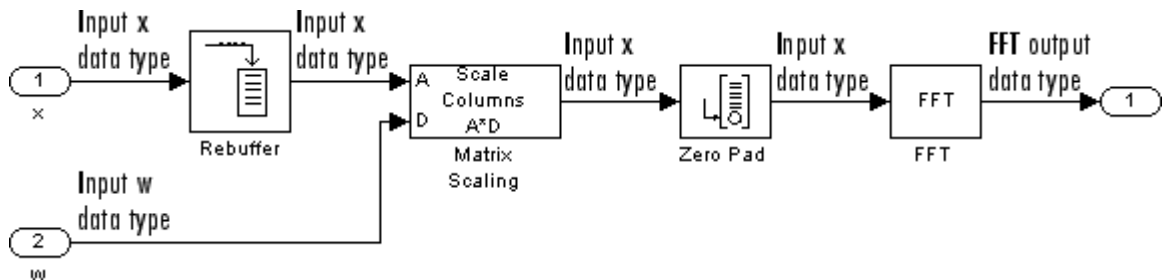 Input x
data type
1
x
Rebuffer
Input x
data type
A
D
Scale
Columns
A*D
Matrix
Scaling
Input x
data type
Zero Pad
Input x
data type
FFT
FFT
FFT output
data type
1
Input w
data type
2
w